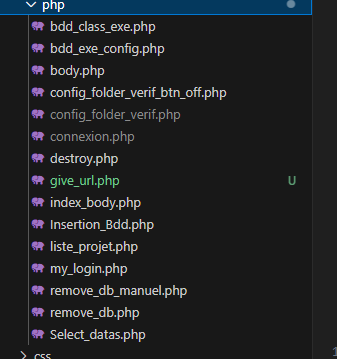 php
bdd_class_exe.php
bdd_exe_config.php
body.php
config_folder_verif_btn_off.php
config_folder_verif.php
connexion.php
destroy.php
give_url.php U
index_body.php
Insertion_Bdd.php
liste_projet.php
my_login.php
remove_db_manuel.php
remove_db.php
Select_datas.php
css 1